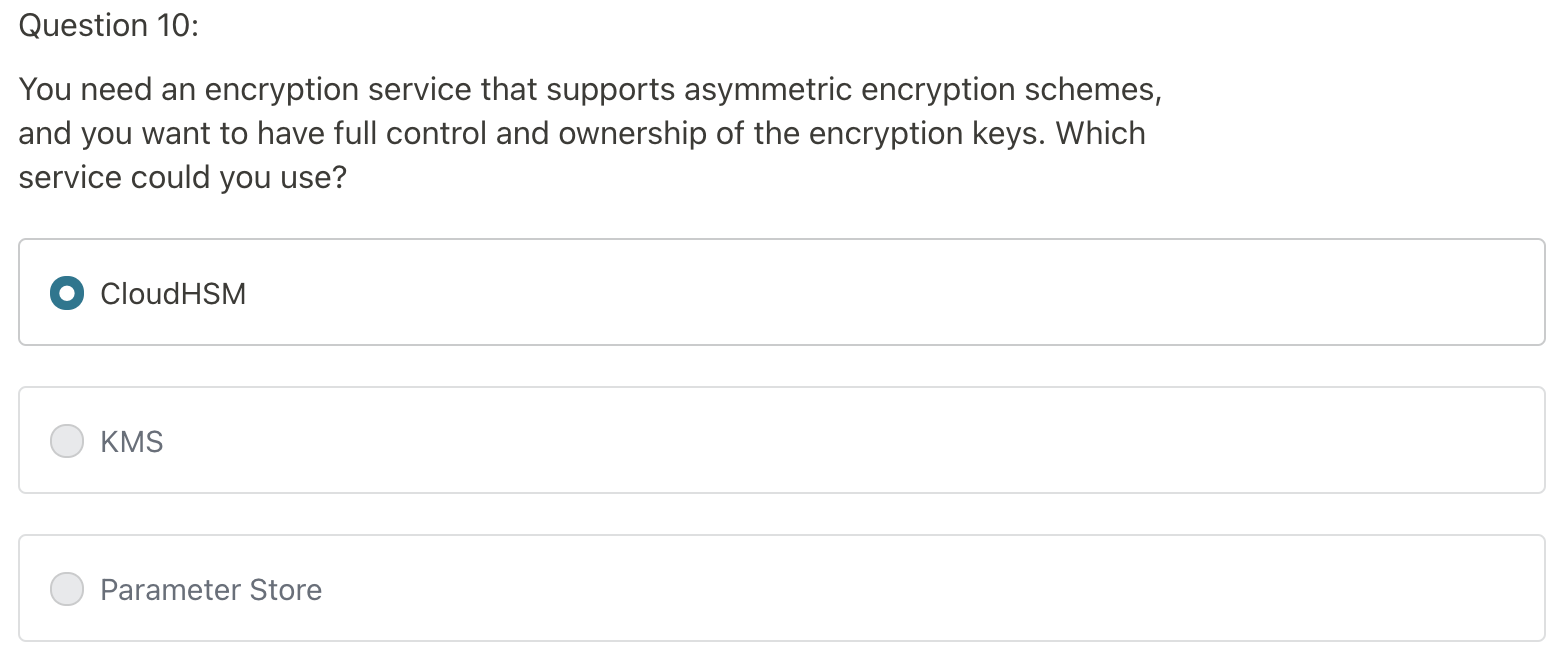 Question 10:
You need an encryption service that supports asymmetric encryption schemes,
and you want to have full control and ownership of the encryption keys. Which
service could you use?
CloudHSM
KMS
Parameter Store